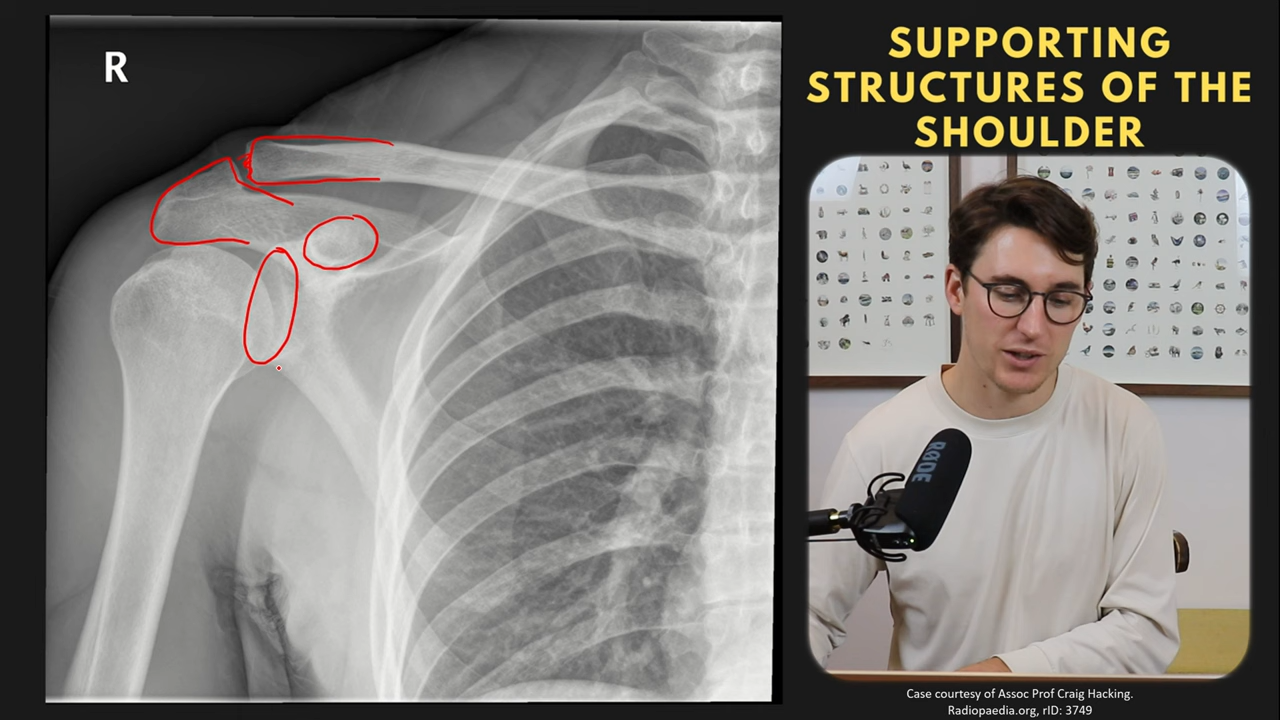 R
SUPPORTING
STRUCTURES OF THE
SHOULDER
RØDE
Case courtesy of Assoc Prof Craig Hacking.
Radiopaedia.org, rID: 3749